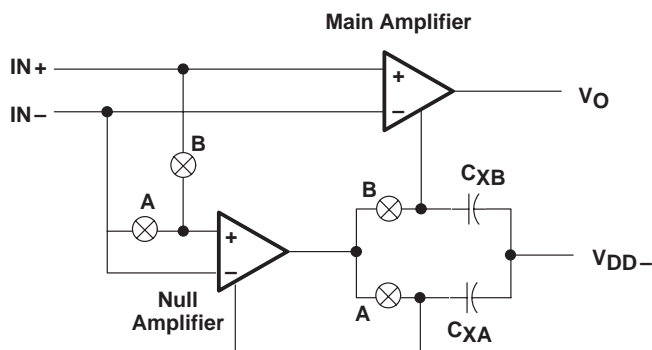 Main Amplifier
IN+
+
IN−
−
VO
B
B
CXB
A
+
−
VDD−
Null
Amplifier
A
CXA